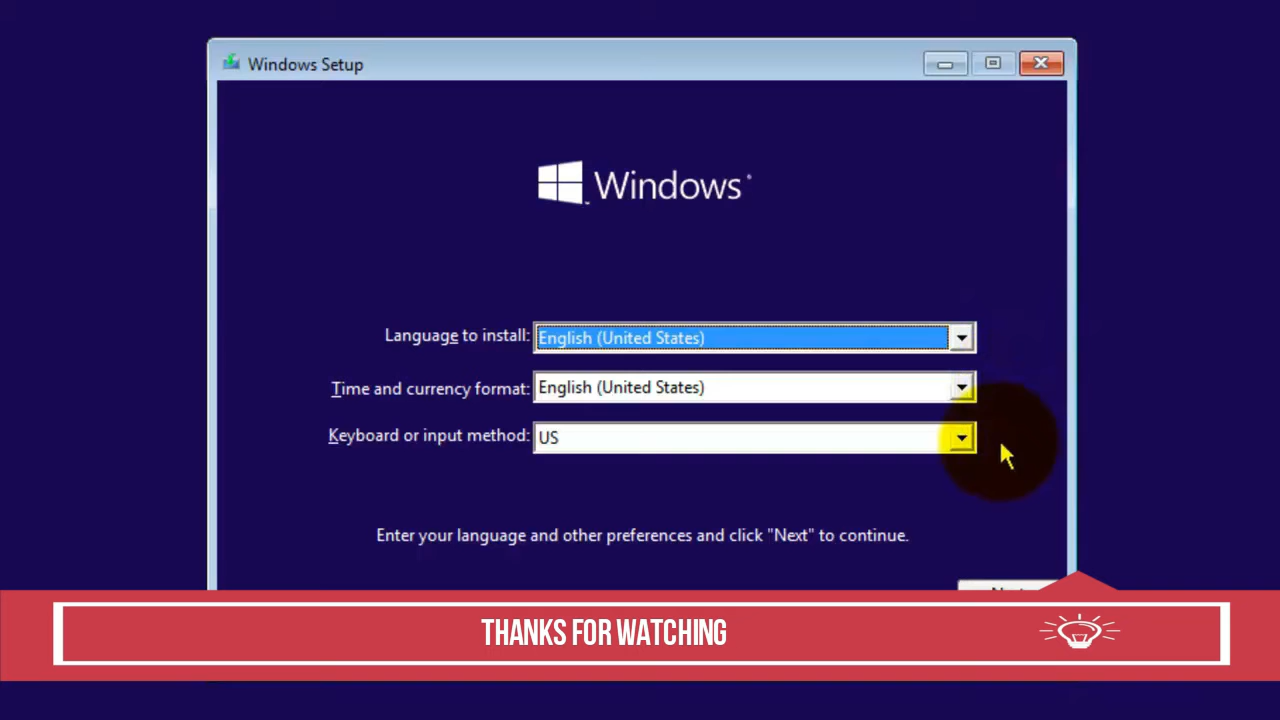 Windows Setup
Windows
Language to install: English (United States)
Time and currency format: English (United States)
Keyboard or input method: US
Enter your language and other preferences and click "Next" to continue.
THANKS FOR WATCHING